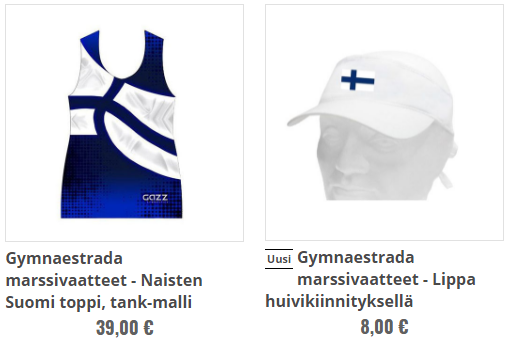 GAZZ
Gymnaestrada
marssivaatteet - Naisten
Suomi toppi, tank-malli
39,00 €
Uusi Gymnaestrada
marssivaatteet - Lippa
huivikiinnityksellä
8,00 €